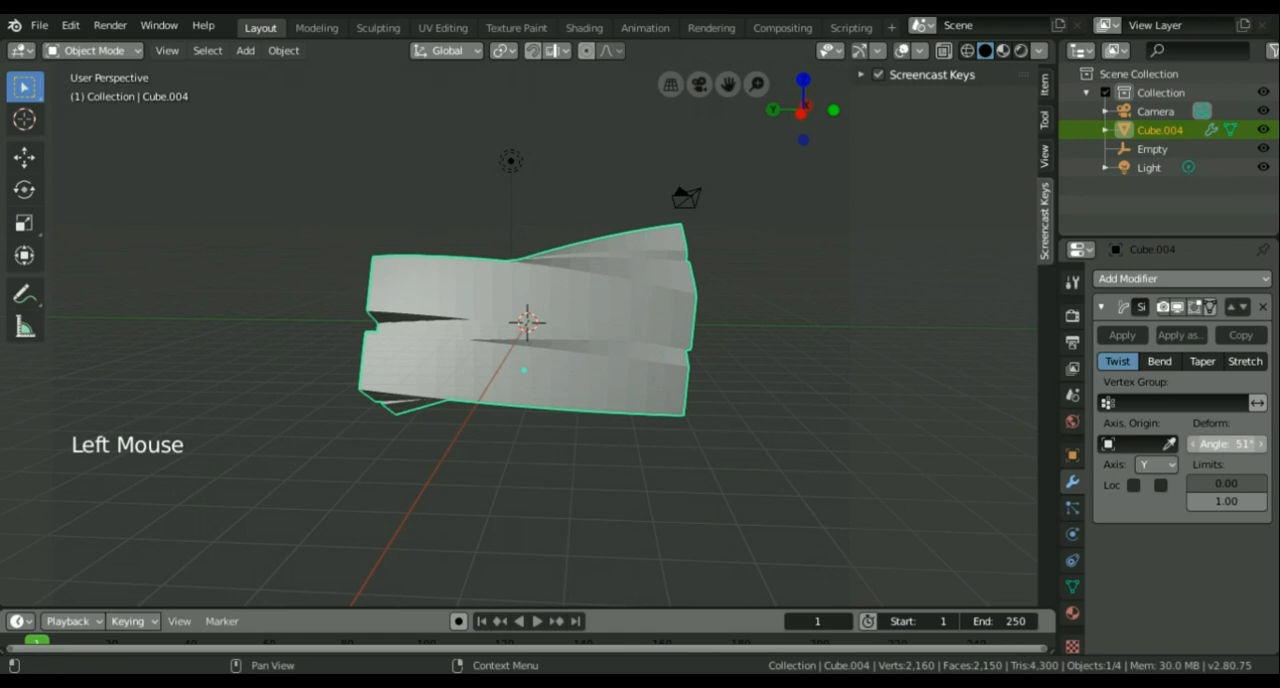 File Edit Render Window Help Layout Modeling Sculpting UV Editing Texture Paint Shading Animation Rendering Compositing Scripting + Scene View Layer
Object Mode View Select Add Object Global
User Perspective
(1) Collection | Cube.004
Screencast Keys
Item
Tool
View
Screencast Keys
Y
X
Left Mouse
Scene Collection
Collection
Camera
Cube.004
Empty
Light
Cube.004
Add Modifier
Si
Apply Apply as.. Copy
Twist Bend Taper Stretch
Vertex Group:
Axis, Origin: Deform:
Angle: 51°
Axis: Y Limits:
Loc 0.00
1.00
Playback Keying View Marker 1 Start: 1 End: 250
1
Pan View Context Menu Collection | Cube.004 | Verts:2,160 | Faces:2,150 | Tris:4,300 | Objects:1/4 | Mem: 30.0 MB | v2.80.75